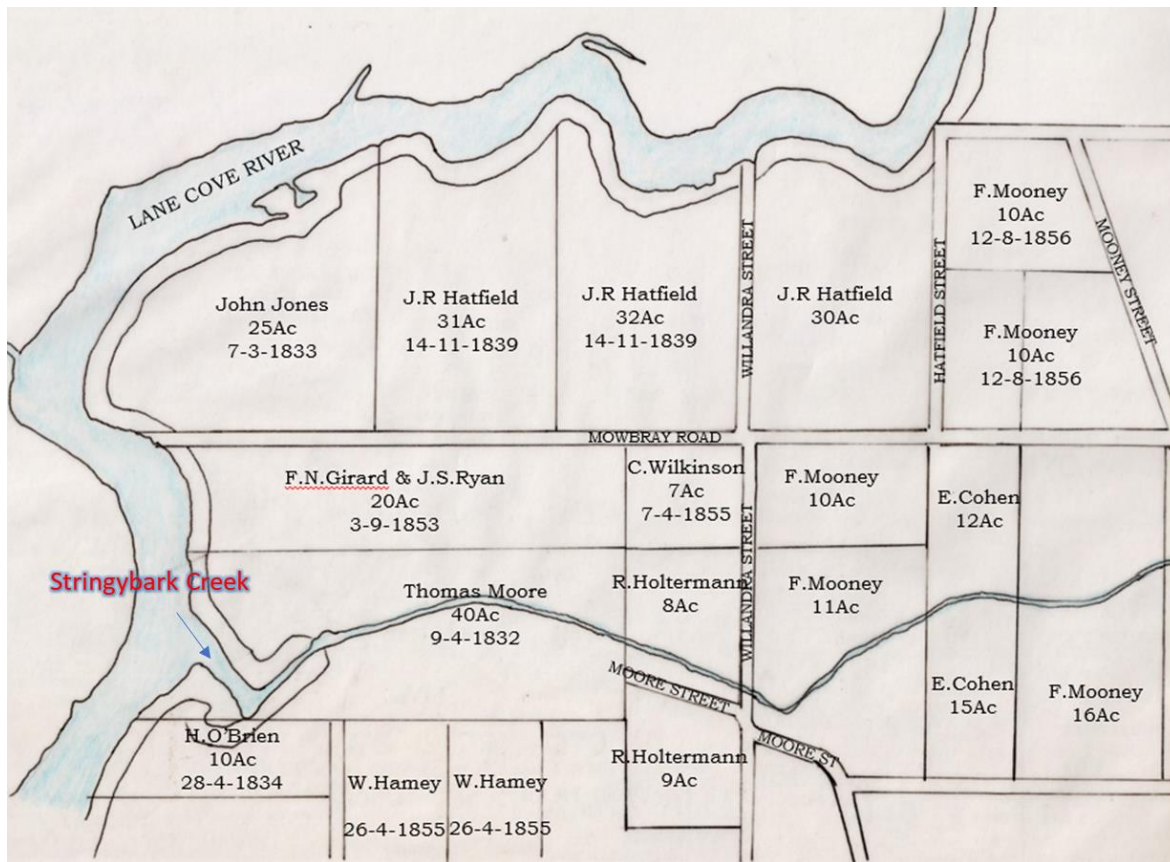 LANE COVE RIVER
F.Mooney
10Ac
12-8-1856
MOONEY STREET
John Jones
25Ac
7-3-1833
J.R Hatfield
31Ac
14-11-1839
J.R Hatfield
32Ac
14-11-1839
WILLANDRA STREET
J.R Hatfield
30Ac
HATFIELD STREET
F.Mooney
10Ac
12-8-1856
MOWBRAY ROAD
F.N.Girard & J.S.Ryan
20Ac
3-9-1853
C.Wilkinson
7Ac
7-4-1855
WILLANDRA STREET
F.Mooney
10Ac
E.Cohen
12Ac
Stringybark Creek
Thomas Moore
40Ac
9-4-1832
R.Holtermann
8Ac
F.Mooney
11Ac
MOORE STREET
E.Cohen
15Ac
F.Mooney
16Ac
H.O'Brien
10Ac
28-4-1834
W.Hamey
26-4-1855
W.Hamey
26-4-1855
R.Holtermann
9Ac
MOORE ST